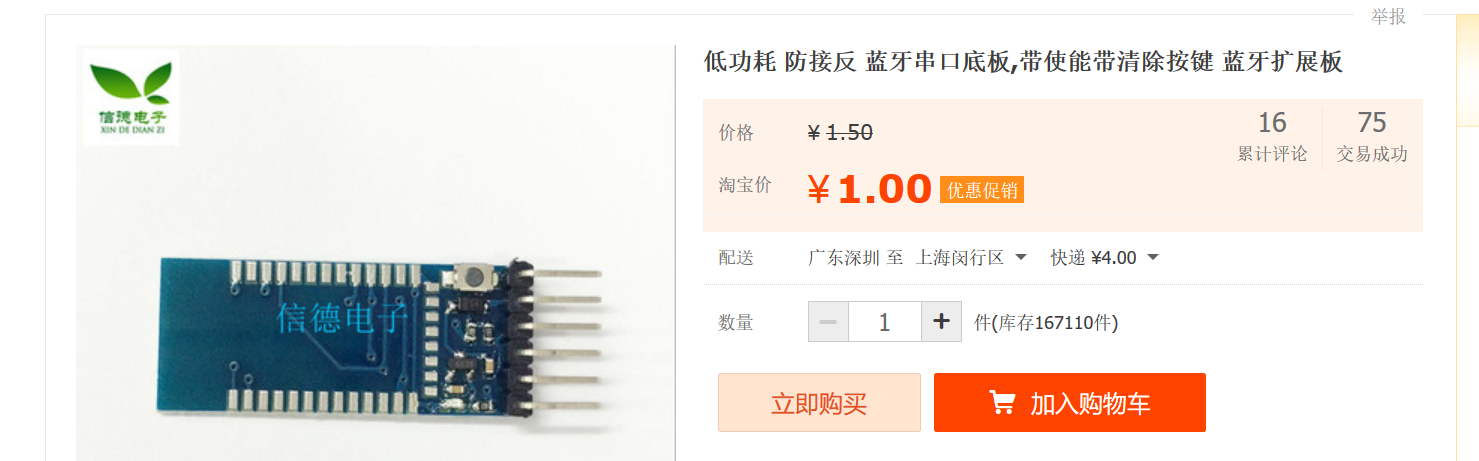 举报
信德电子
XIN DE DIAN ZI
信德电子
低功耗 防接反 蓝牙串口底板,带使能带清除按键 蓝牙扩展板
价格 ¥ 1.50
16 75
累计评论 交易成功
淘宝价 ¥ 1.00 优惠促销
配送 广东深圳 至 上海闵行区 快递 ¥4.00
数量 1 件(库存167110件)
立即购买 加入购物车